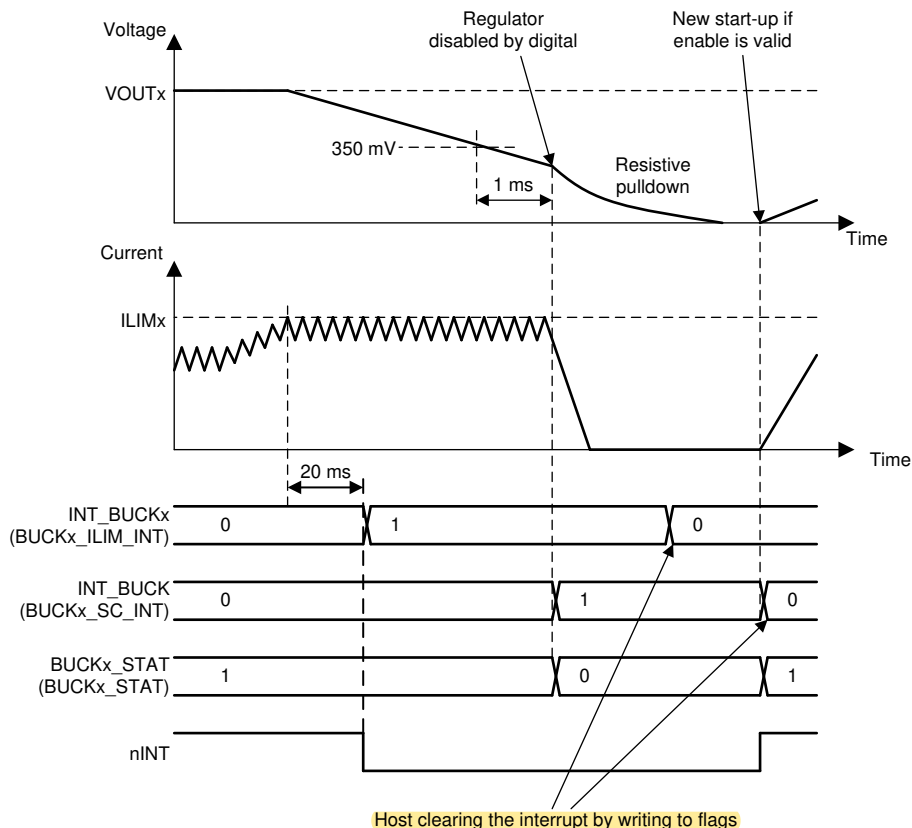 Regulator
disabled by digital
New start-up if
enable is valid
Voltage
VOUTx
350 mV
1 ms
Resistive
pulldown
Time
Current
ILIMx
Time
20 ms
INT_BUCKx
(BUCKx_ILIM_INT)
0
1
0
INT_BUCK
(BUCKx_SC_INT)
0
1
0
BUCKx_STAT
(BUCKx_STAT)
1
0
1
nINT
Host clearing the interrupt by writing to flags